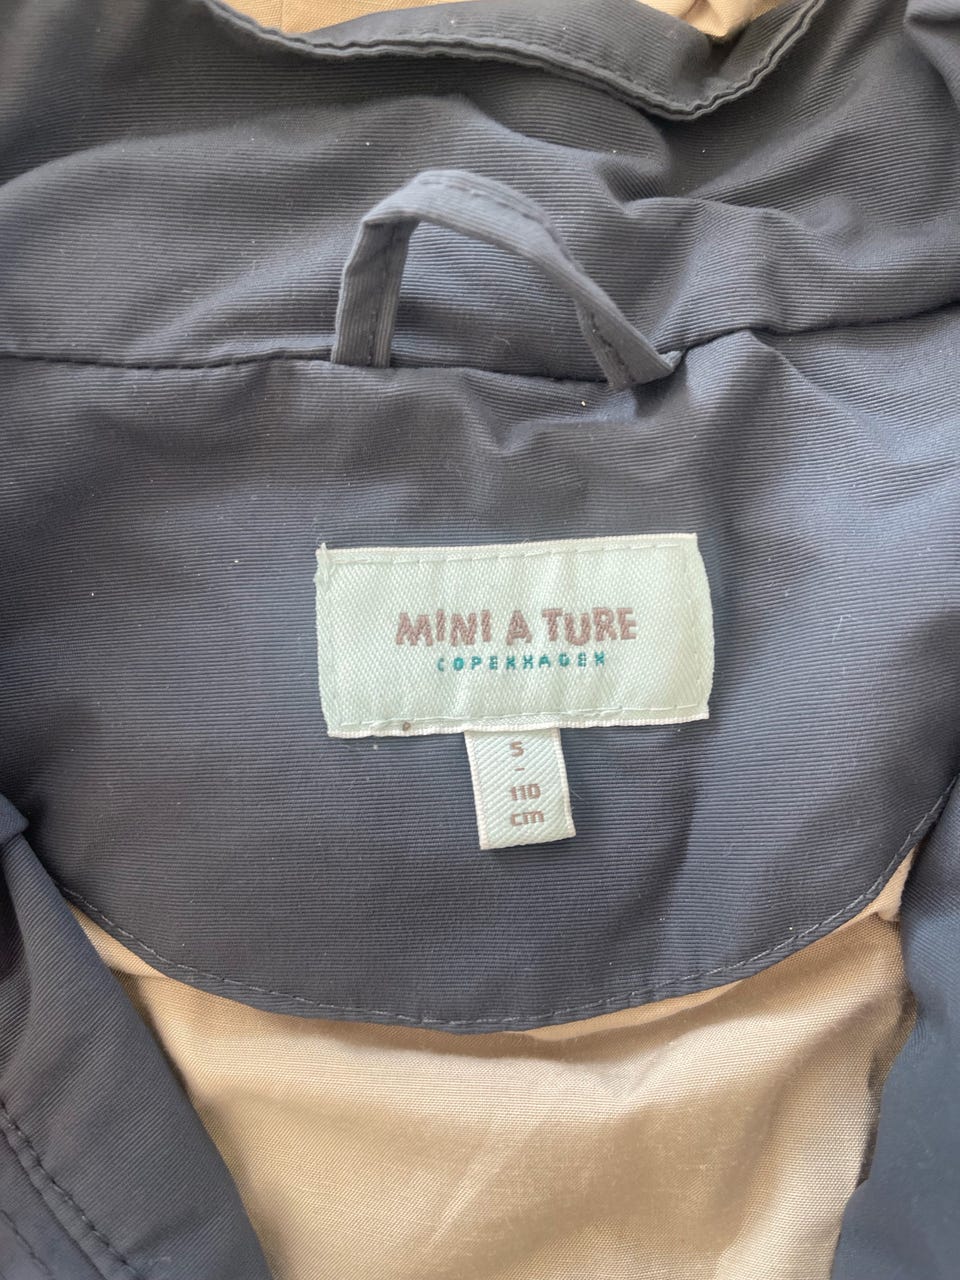 MINI A TURE
COPENHAGEN
5
-
110
cm